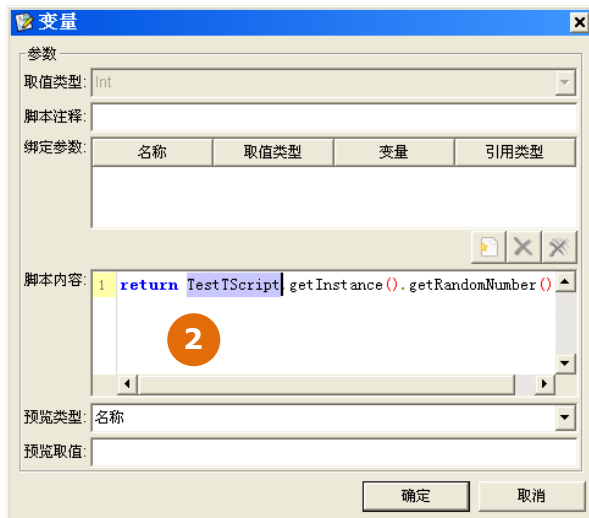 变量
参数
取值类型: Int
脚本注释:
绑定参数:
名称 取值类型 变量 引用类型
脚本内容:
1 return TestTScript.getInstance().getRandomNumber()
2
预览类型: 名称
预览取值:
确定 取消